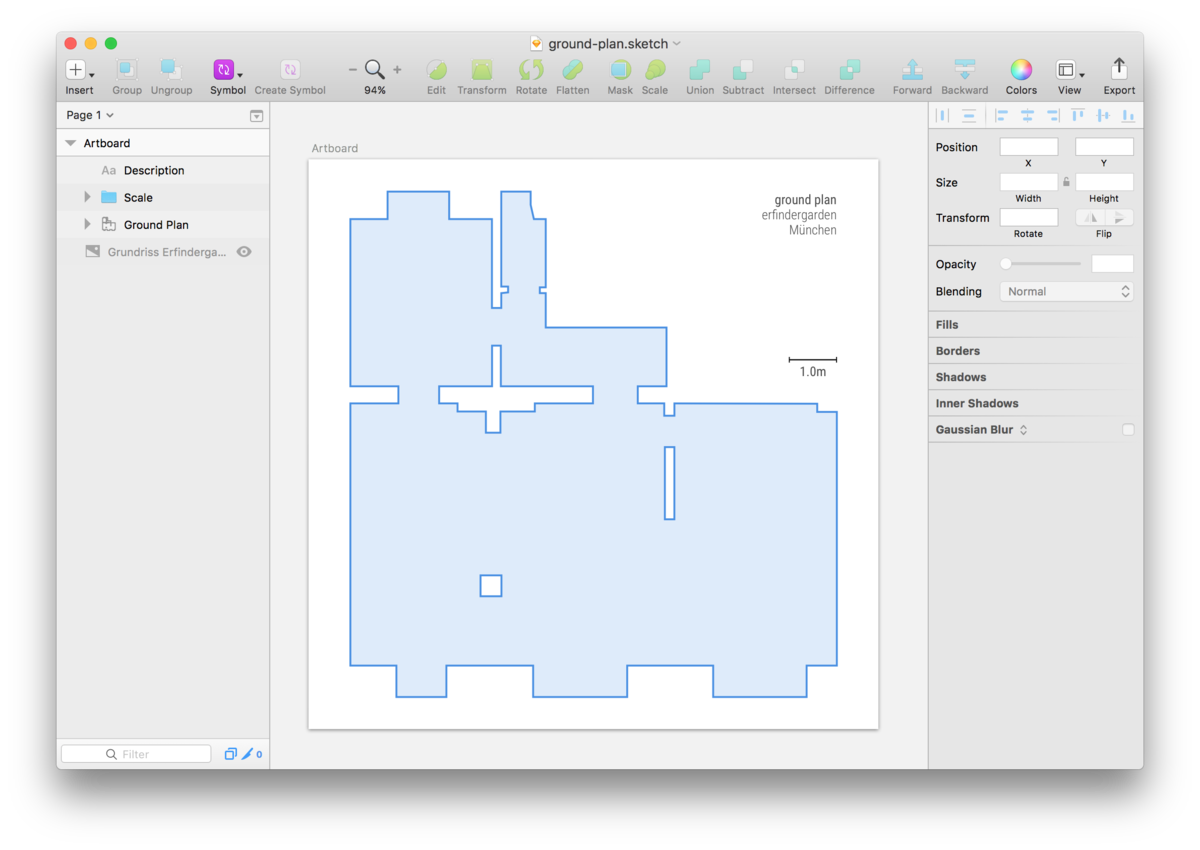 ground-plan.sketch
Insert Group Ungroup Symbol Create Symbol 94% Edit Transform Rotate Flatten Mask Scale Union Subtract Intersect Difference Forward Backward Colors View Export
Page 1
Artboard
Aa Description
Scale
Ground Plan
Grundriss Erfinderga...
Filter
0
Artboard
ground plan
erfindergarden
München
1.0m
Position
X Y
Size
Width Height
Transform
Rotate Flip
Opacity
Blending Normal
Fills
Borders
Shadows
Inner Shadows
Gaussian Blur